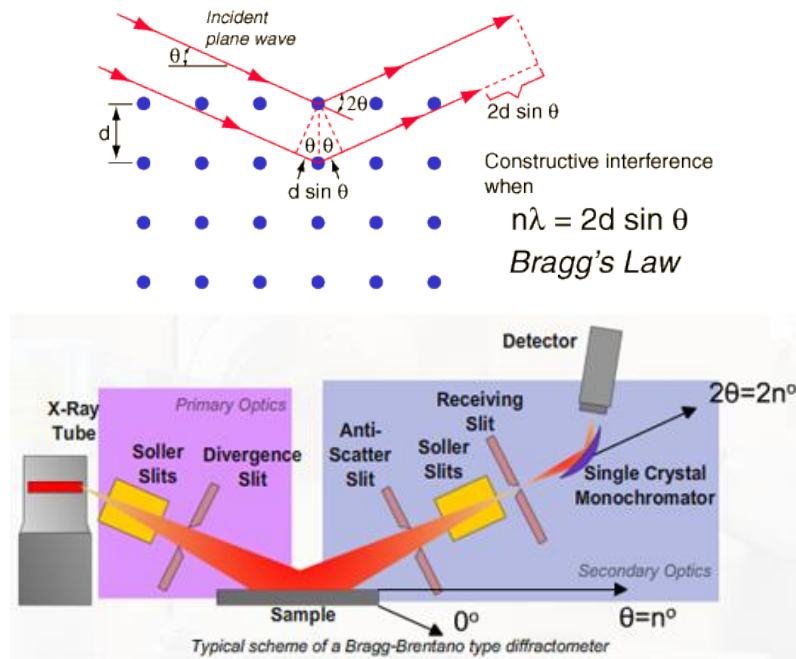 Incident
plane wave
θ
2θ
d
θ θ
d sin θ
2d sin θ
Constructive interference
when
nλ = 2d sin θ
Bragg's Law
Detector
X-Ray
Tube
Primary Optics
Soller
Slits
Divergence
Slit
Anti-
Scatter
Slit
Receiving
Slit
Soller
Slits
2θ=2nº
Single Crystal
Monochromator
Secondary Optics
Sample
0º
θ=nº
Typical scheme of a Bragg-Brentano type diffractometer